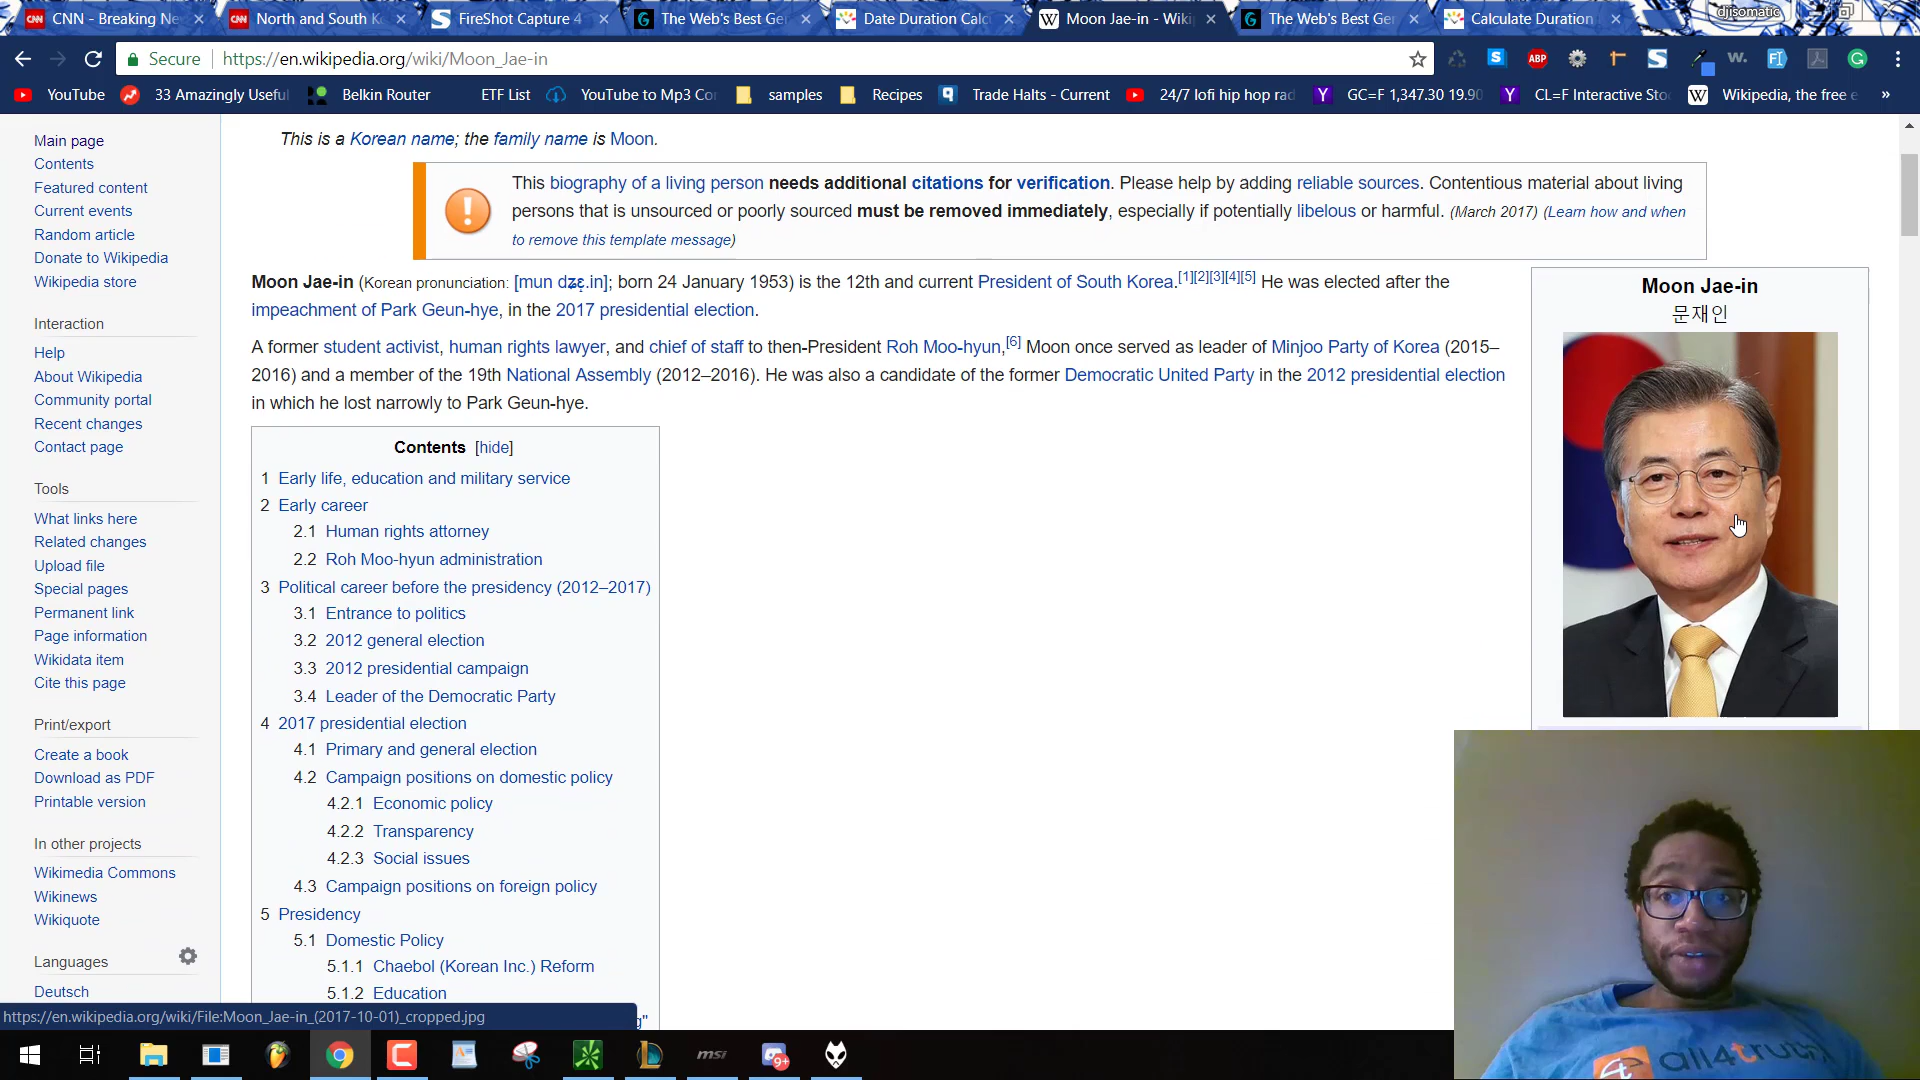 CNN - Breaking Ne
North and South K
FireShot Capture 4
The Web's Best Ge
Date Duration Calc
Moon Jae-in - Wiki
The Web's Best Ge
Calculate Duration
djisomatic
Secure
https://en.wikipedia.org/wiki/Moon_Jae-in
YouTube
33 Amazingly Useful
Belkin Router
ETF List
YouTube to Mp3 Co
samples
Recipes
Trade Halts - Current
24/7 lofi hip hop rad
GC=F 1,347.30 19.90
CL=F Interactive Sto
Wikipedia, the free e
»
Main page
Contents
Featured content
Current events
Random article
Donate to Wikipedia
Wikipedia store
Interaction
Help
About Wikipedia
Community portal
Recent changes
Contact page
Tools
What links here
Related changes
Upload file
Special pages
Permanent link
Page information
Wikidata item
Cite this page
Print/export
Create a book
Download as PDF
Printable version
In other projects
Wikimedia Commons
Wikinews
Wikiquote
Languages
Deutsch
https://en.wikipedia.org/wiki/File:Moon_Jae-in_(2017-10-01)_cropped.jpg
This is a Korean name; the family name is Moon.
This biography of a living person needs additional citations for verification. Please help by adding reliable sources. Contentious material about living
persons that is unsourced or poorly sourced must be removed immediately, especially if potentially libelous or harmful. (March 2017) (Learn how and when
to remove this template message)
Moon Jae-in (Korean pronunciation: [mun dʑɛ̝.in]; born 24 January 1953) is the 12th and current President of South Korea.[1][2][3][4][5] He was elected after the
impeachment of Park Geun-hye, in the 2017 presidential election.
A former student activist, human rights lawyer, and chief of staff to then-President Roh Moo-hyun,[6] Moon once served as leader of Minjoo Party of Korea (2015–
2016) and a member of the 19th National Assembly (2012–2016). He was also a candidate of the former Democratic United Party in the 2012 presidential election
in which he lost narrowly to Park Geun-hye.
Contents [hide]
1 Early life, education and military service
2 Early career
2.1 Human rights attorney
2.2 Roh Moo-hyun administration
3 Political career before the presidency (2012–2017)
3.1 Entrance to politics
3.2 2012 general election
3.3 2012 presidential campaign
3.4 Leader of the Democratic Party
4 2017 presidential election
4.1 Primary and general election
4.2 Campaign positions on domestic policy
4.2.1 Economic policy
4.2.2 Transparency
4.2.3 Social issues
4.3 Campaign positions on foreign policy
5 Presidency
5.1 Domestic Policy
5.1.1 Chaebol (Korean Inc.) Reform
5.1.2 Education
Moon Jae-in
문재인
msi
9+
all4truth